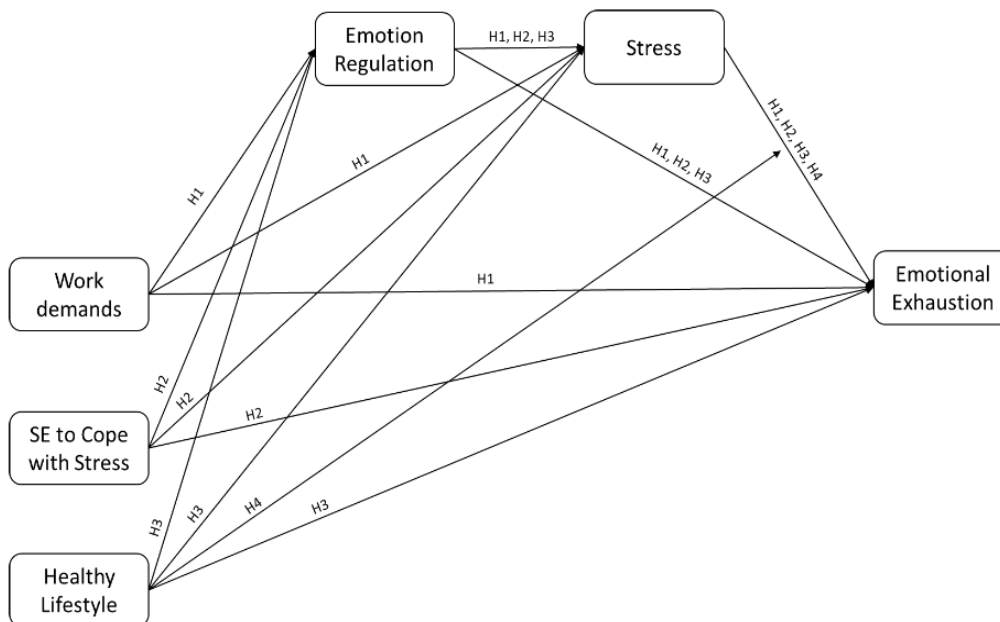 Emotion
Regulation
H1, H2, H3
Stress
H1
H1
H1, H2, H3
H1, H2, H3, H4
Work
demands
H1
Emotional
Exhaustion
H2
H2
H2
SE to Cope
with Stress
H3
H3
H4
H3
Healthy
Lifestyle